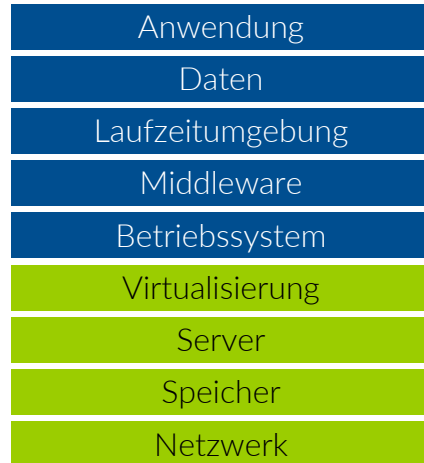 Anwendung
Daten
Laufzeitumgebung
Middleware
Betriebssystem
Virtualisierung
Server
Speicher
Netzwerk